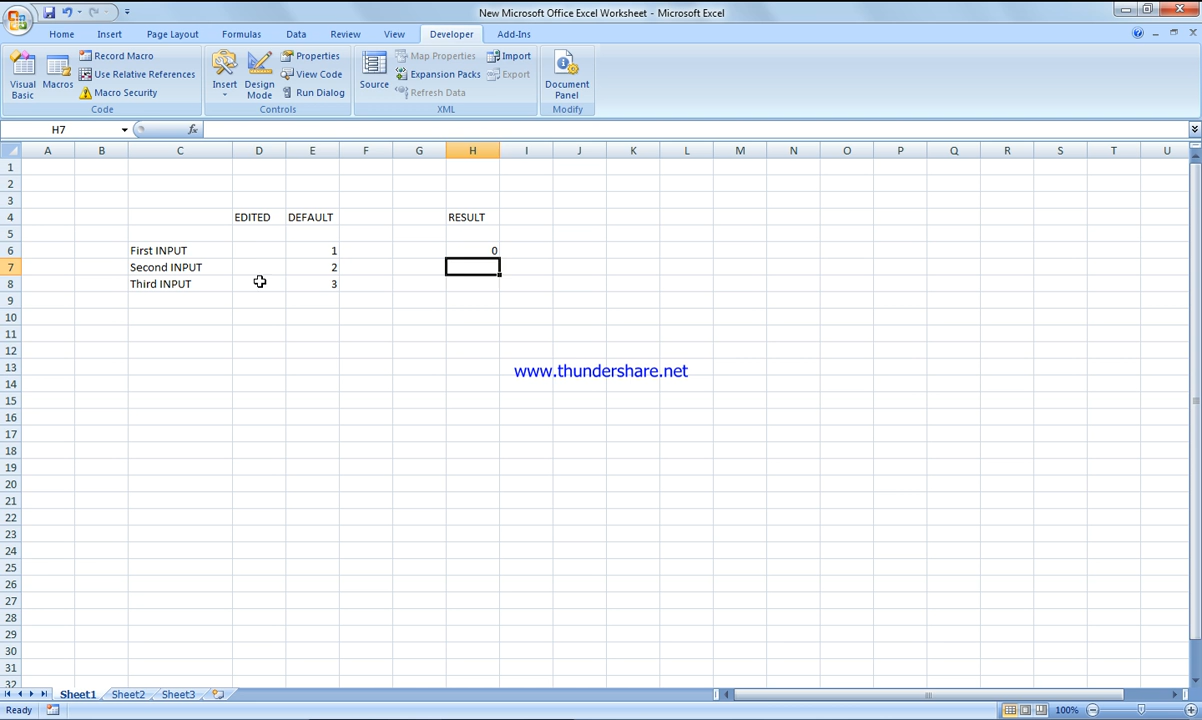 New Microsoft Office Excel Worksheet - Microsoft Excel
Home Insert Page Layout Formulas Data Review View Developer Add-Ins
Visual Basic
Macros
Record Macro
Use Relative References
Macro Security
Code
Insert
Design Mode
Properties
View Code
Run Dialog
Controls
Source
Map Properties
Expansion Packs
Refresh Data
Import
Export
XML
Document Panel
Modify
H7 fx
A B C D E F G H I J K L M N O P Q R S T U
1
2
3
4 EDITED DEFAULT RESULT
5
6 First INPUT 1 0
7 Second INPUT 2
8 Third INPUT 3
9
10
11
12
13 www.thundershare.net
14
15
16
17
18
19
20
21
22
23
24
25
26
27
28
29
30
31
32
Sheet1 Sheet2 Sheet3
Ready 100%